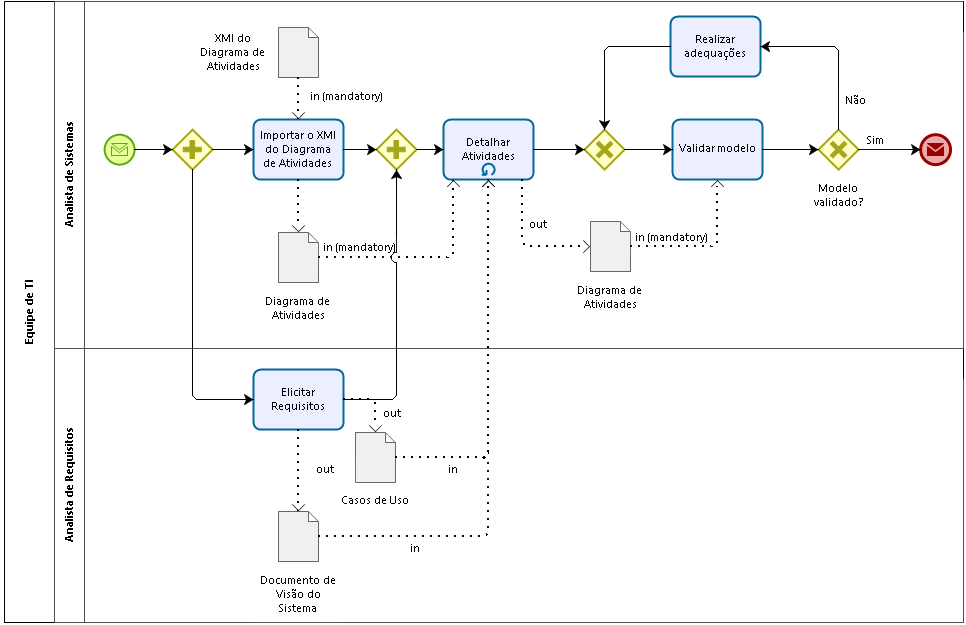 Equipe de TI
Analista de Sistemas
XMI do
Diagrama de
Atividades
in (mandatory)
Importar o XMI
do Diagrama
de Atividades
in (mandatory)
Diagrama de
Atividades
Detalhar
Atividades
out
in (mandatory)
Diagrama de
Atividades
Realizar
adequações
Validar modelo
Não
Sim
Modelo
validado?
Analista de Requisitos
Elicitar
Requisitos
out
out
in
Casos de Uso
in
Documento de
Visão do
Sistema